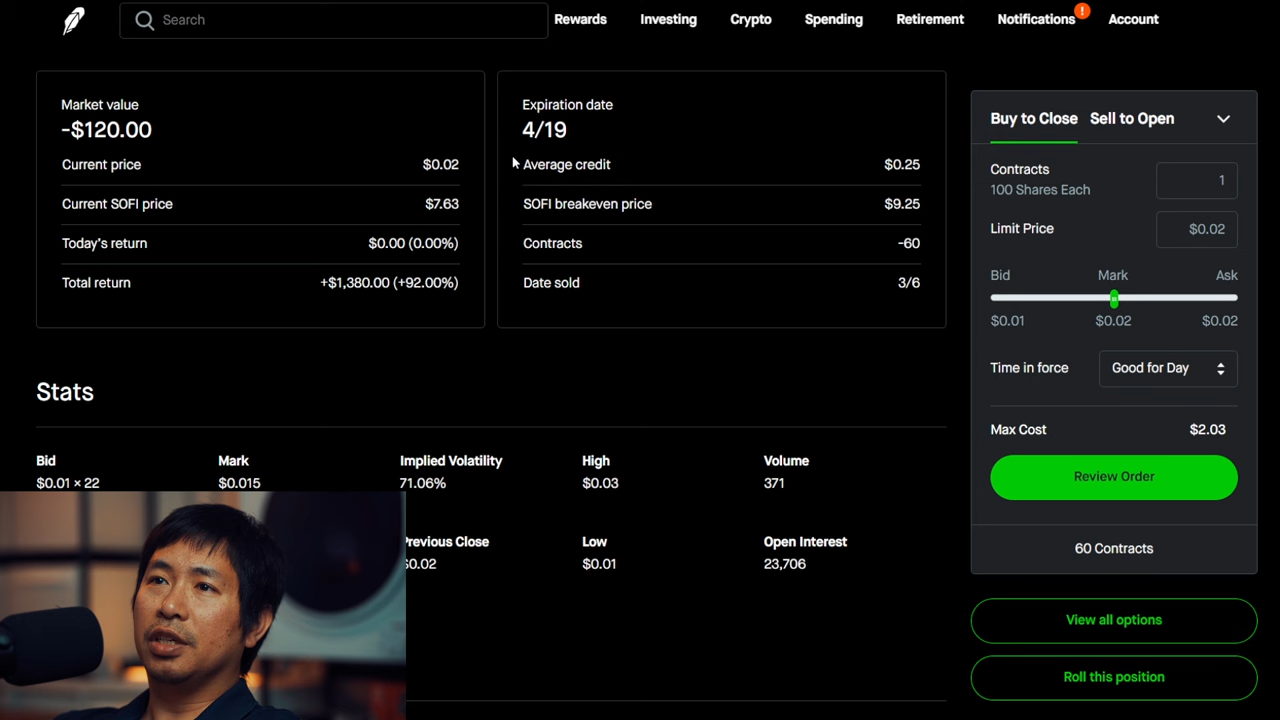 Search
Rewards
Investing
Crypto
Spending
Retirement
Notifications
!
Account
Market value
-$120.00
Current price $0.02
Current SOFI price $7.63
Today's return $0.00 (0.00%)
Total return +$1,380.00 (+92.00%)
Expiration date
4/19
Average credit $0.25
SOFI breakeven price $9.25
Contracts -60
Date sold 3/6
Buy to Close Sell to Open
Contracts
100 Shares Each
1
Limit Price $0.02
Bid Mark Ask
$0.01 $0.02 $0.02
Time in force Good for Day
Max Cost $2.03
Review Order
60 Contracts
View all options
Roll this position
Stats
Bid Mark Implied Volatility High Volume
$0.01 × 22 $0.015 71.06% $0.03 371
Previous Close Low Open Interest
$0.02 $0.01 23,706